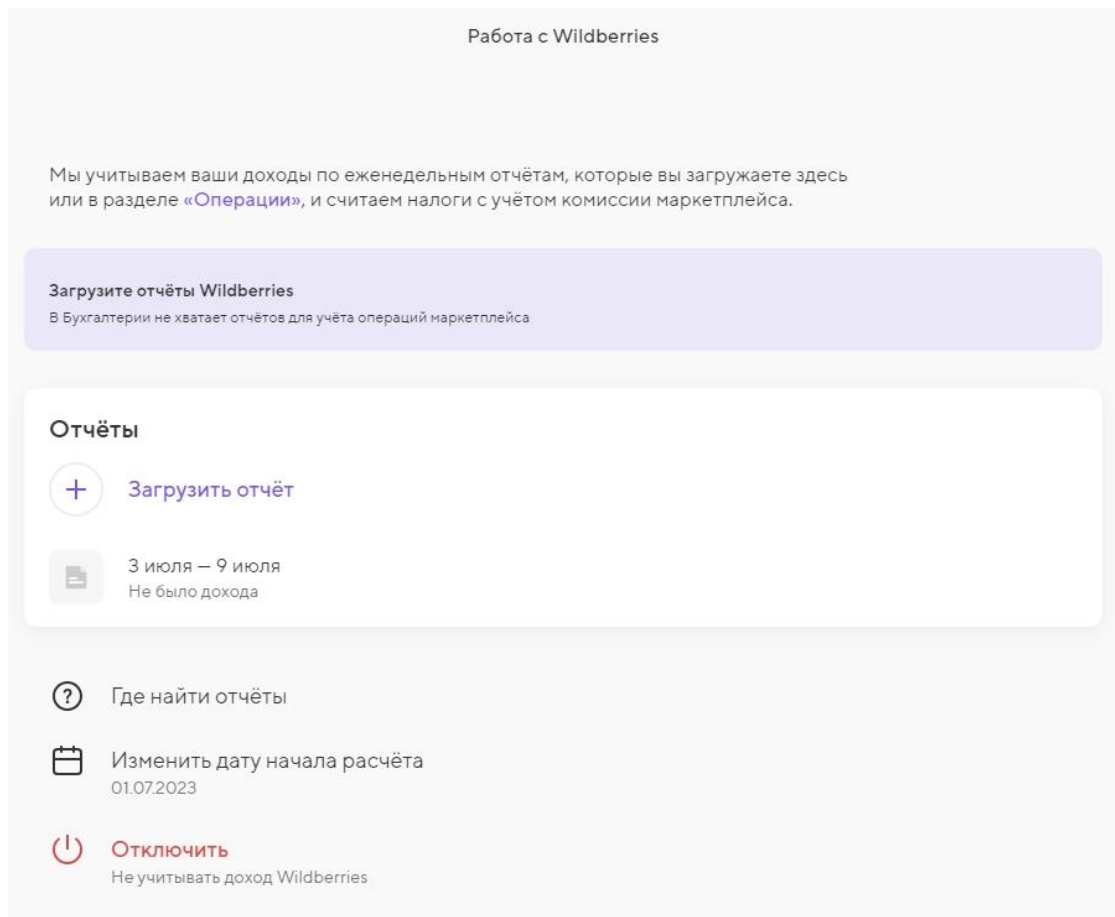 Работа с Wildberries
Мы учитываем ваши доходы по еженедельным отчётам, которые вы загружаете здесь
или в разделе «Операции», и считаем налоги с учётом комиссии маркетплейса.
Загрузите отчёты Wildberries
В Бухгалтерии не хватает отчётов для учёта операций маркетплейса
Отчёты
Загрузить отчёт
3 июля — 9 июля
Не было дохода
Где найти отчёты
Изменить дату начала расчёта
01.07.2023
Отключить
Не учитывать доход Wildberries